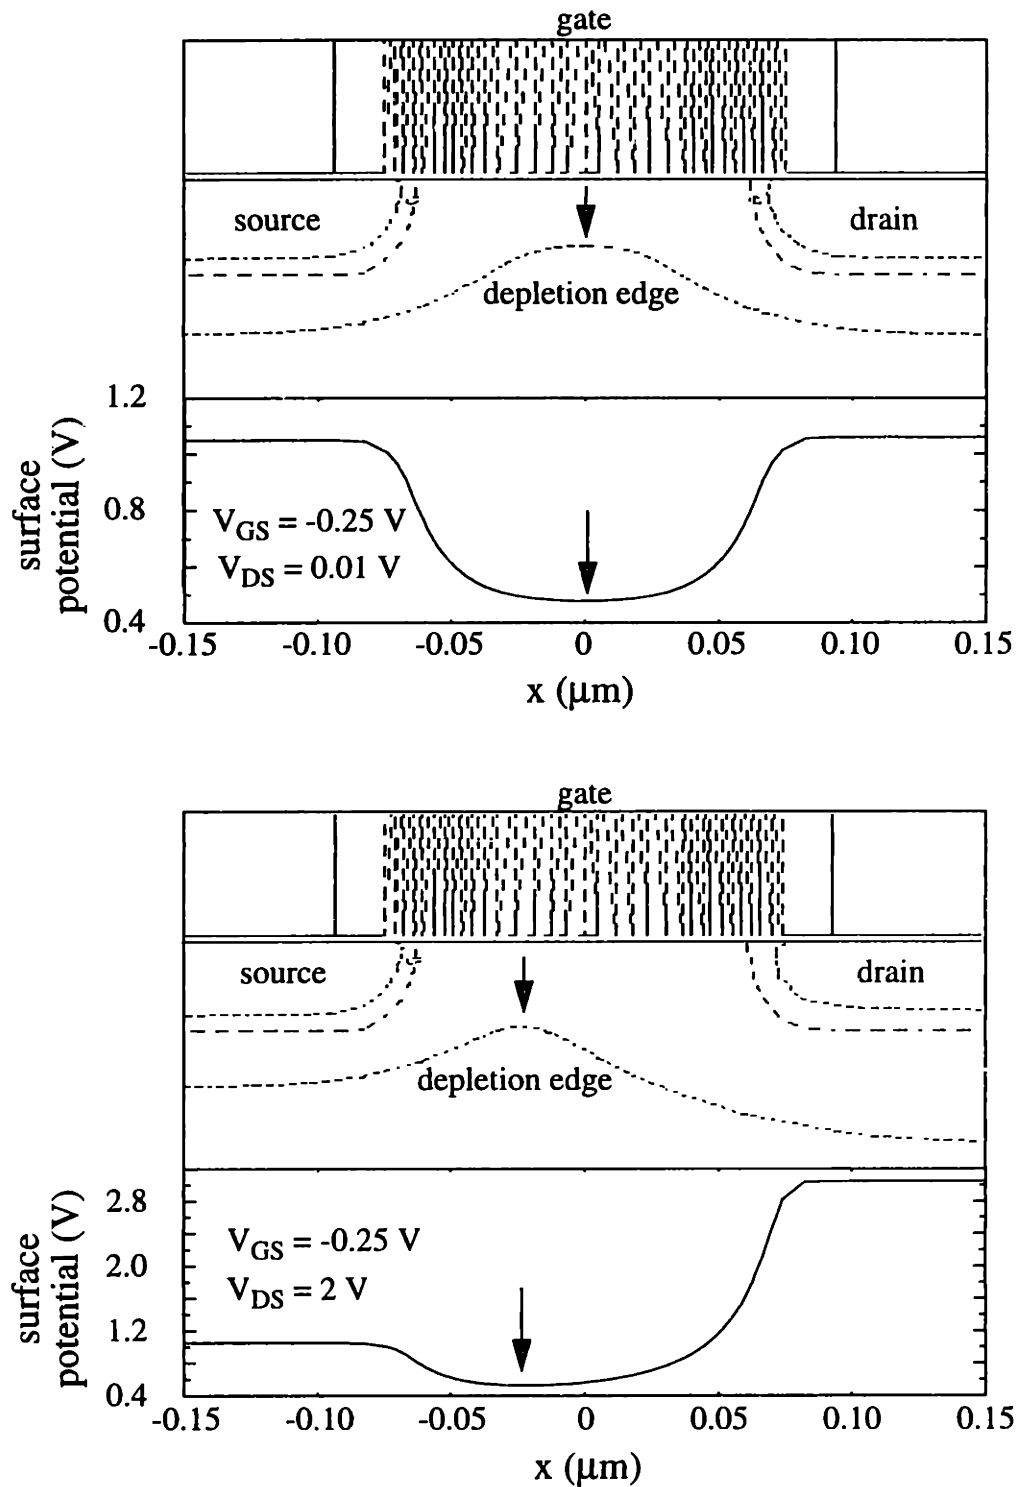 gate
source
drain
depletion edge
1.2
0.8
0.4
surface
potential (V)
V_GS = -0.25 V
V_DS = 0.01 V
-0.15 -0.10 -0.05 0 0.05 0.10 0.15
x (μm)
gate
source
drain
depletion edge
2.8
2.0
1.2
0.4
surface
potential (V)
V_GS = -0.25 V
V_DS = 2 V
-0.15 -0.10 -0.05 0 0.05 0.10 0.15
x (μm)